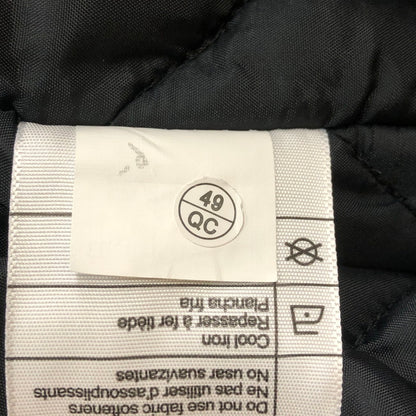 49
QC
Do not use fabric softeners
Ne pas utiliser d'assouplissants
No usar suavizantes
Cool iron
Repasser à fer tiède
Plancha fría